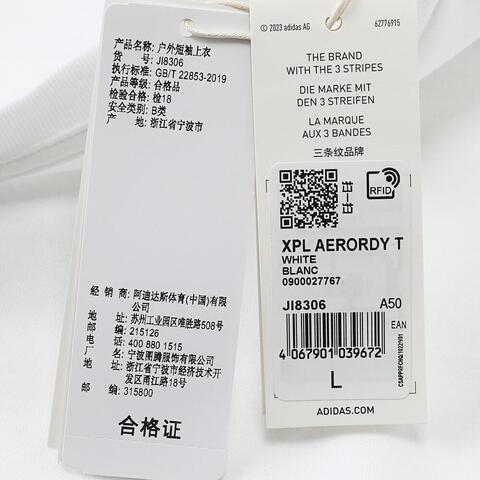 产品名称: 户外短袖上衣
货 号: JI8306
执行标准: GB/T 22853-2019
产品等级: 合格品
检验合格: 检18
安全类别: B类
产 地: 浙江省宁波市
经 销 商: 阿迪达斯体育(中国)有限公司
地 址: 苏州工业园区唯胜路508号
邮 编: 215126
电 话: 400 880 1515
厂 名: 宁波图腾服饰有限公司
地 址: 浙江省宁波市经济技术开发区甬江路18号
邮 编: 315800
合格证
© 2023 adidas AG
62776915
THE BRAND
WITH THE 3 STRIPES
DIE MARKE MIT
DEN 3 STREIFEN
LA MARQUE
AUX 3 BANDES
三条纹品牌
RFID
XPL AERORDY T
WHITE
BLANC
0900027767
JI8306 A50
EAN
4 067901 039672
L
ADIDAS.COM